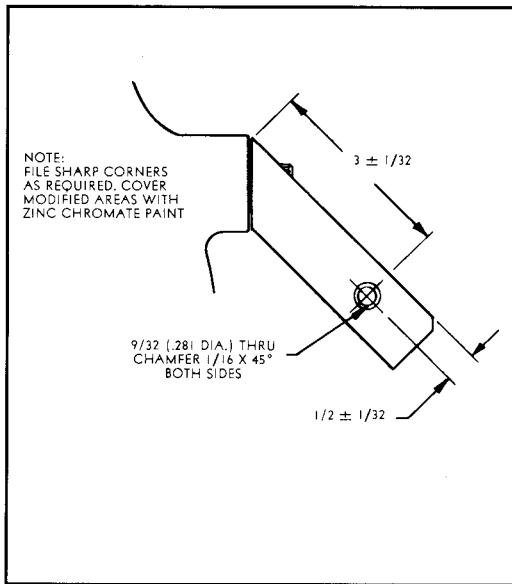 3 ± 1/32
NOTE:
FILE SHARP CORNERS
AS REQUIRED. COVER
MODIFIED AREAS WITH
ZINC CHROMATE PAINT
9/32 (.281 DIA.) THRU
CHAMFER 1/16 X 45°
BOTH SIDES
1/2 ± 1/32